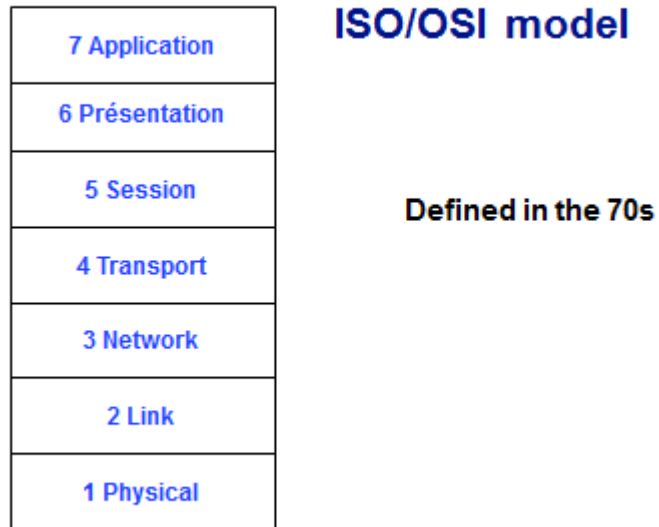 ISO/OSI model
7 Application
6 Présentation
5 Session
Defined in the 70s
4 Transport
3 Network
2 Link
1 Physical